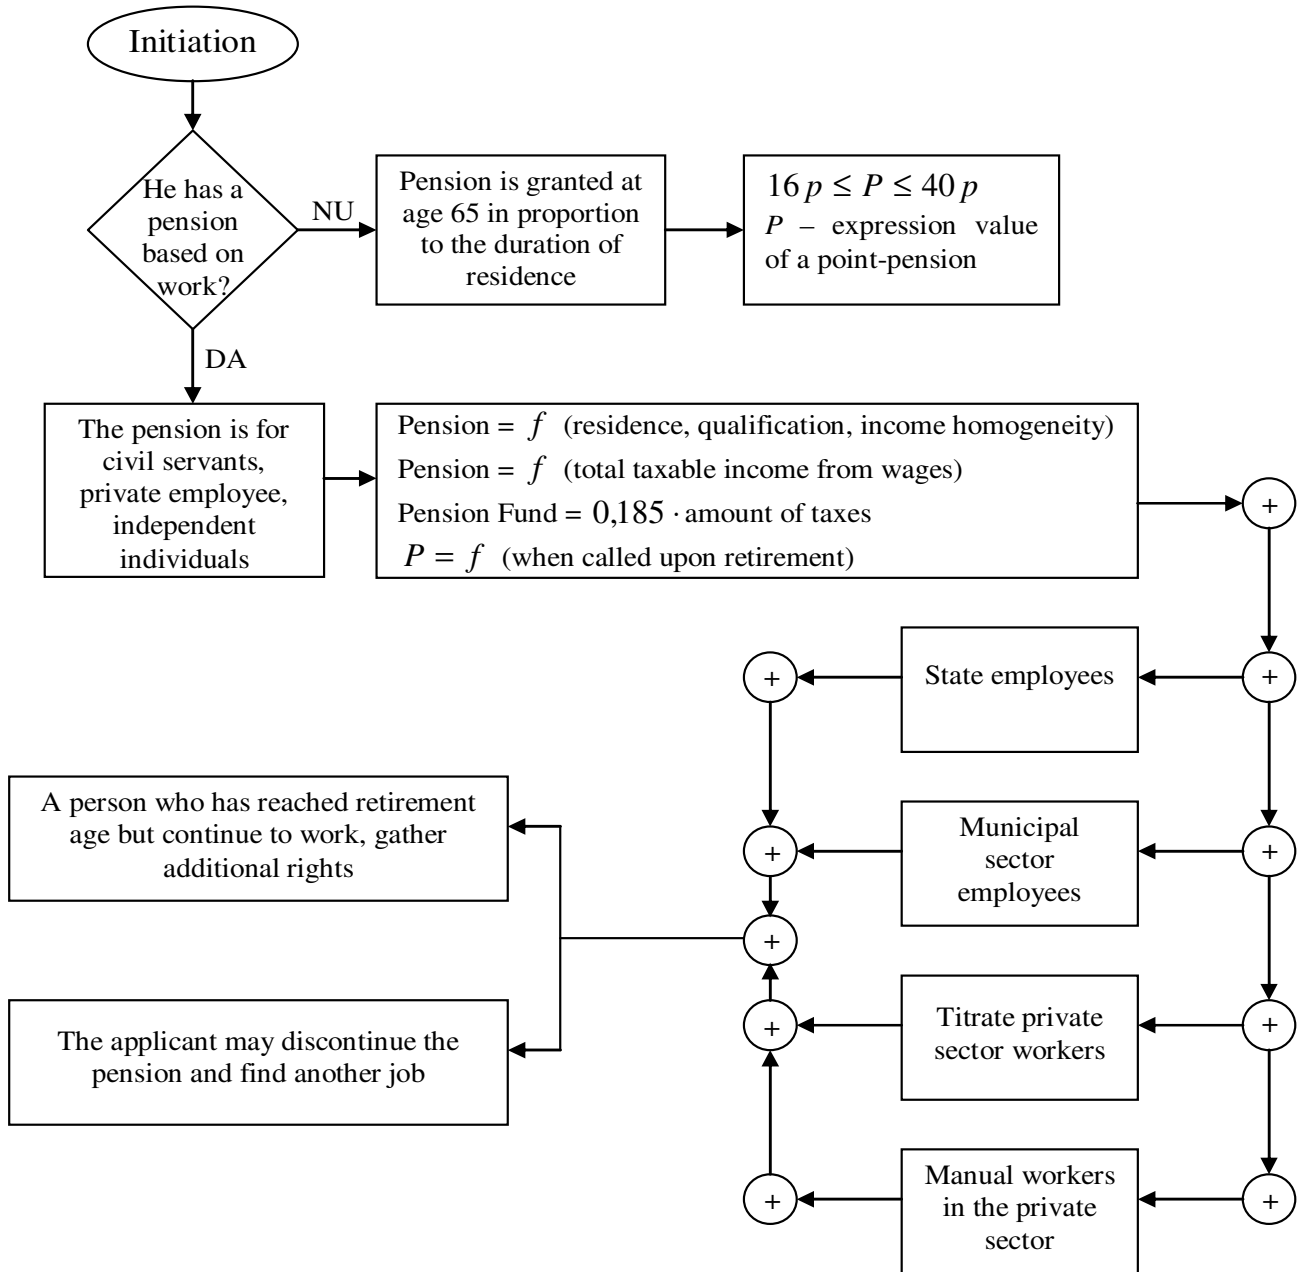 Initiation
He has a
pension
based on
work?
NU
Pension is granted at
age 65 in proportion
to the duration of
residence
16 p ≤ P ≤ 40 p
P – expression value
of a point-pension
DA
The pension is for
civil servants,
private employee,
independent
individuals
Pension = f (residence, qualification, income homogeneity)
Pension = f (total taxable income from wages)
Pension Fund = 0,185 · amount of taxes
P = f (when called upon retirement)
+
+
State employees
+
A person who has reached retirement
age but continue to work, gather
additional rights
+
Municipal
sector
employees
+
+
The applicant may discontinue the
pension and find another job
+
Titrate private
sector workers
+
+
Manual workers
in the private
sector
+